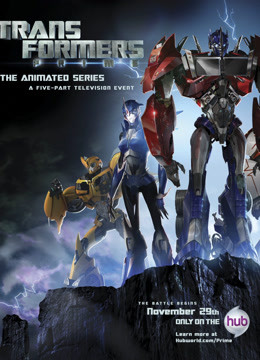 TRANSFORMERS
PRIME
THE ANIMATED SERIES
A FIVE-PART TELEVISION EVENT
THE BATTLE BEGINS
November 29th
ONLY ON THE hub
Learn more at
Hubworld.com/Prime